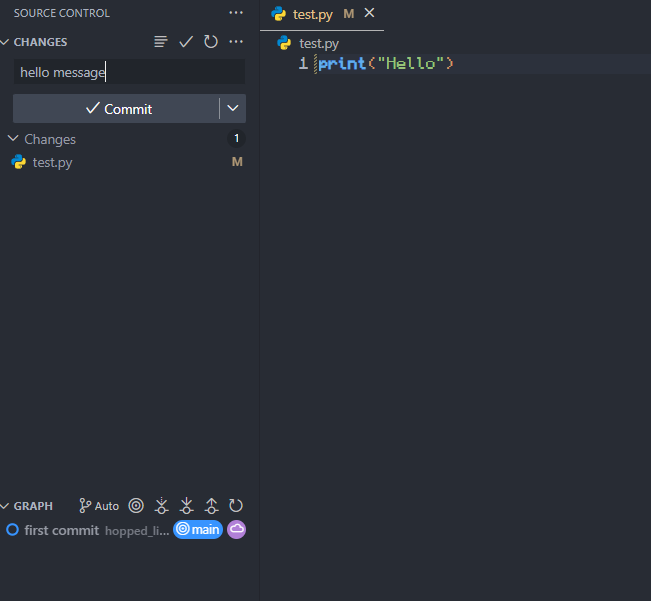 SOURCE CONTROL
CHANGES
hello message
Commit
Changes 1
test.py M
GRAPH Auto
first commit hopped_li... main
test.py M
test.py
1 print("Hello")